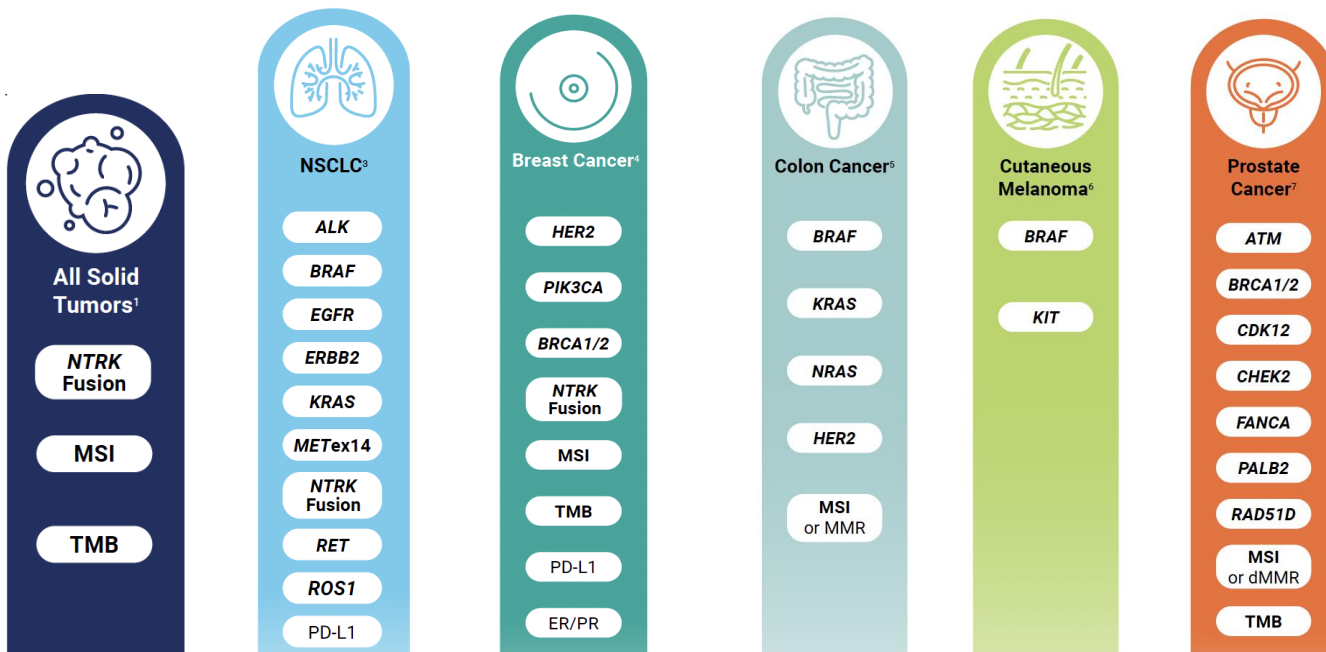 All Solid
Tumors1
NTRK
Fusion
MSI
TMB
NSCLC3
ALK
BRAF
EGFR
ERBB2
KRAS
METex14
NTRK
Fusion
RET
ROS1
PD-L1
Breast Cancer4
HER2
PIK3CA
BRCA1/2
NTRK
Fusion
MSI
TMB
PD-L1
ER/PR
Colon Cancer5
BRAF
KRAS
NRAS
HER2
MSI
or MMR
Cutaneous
Melanoma6
BRAF
KIT
Prostate
Cancer7
ATM
BRCA1/2
CDK12
CHEK2
FANCA
PALB2
RAD51D
MSI
or dMMR
TMB